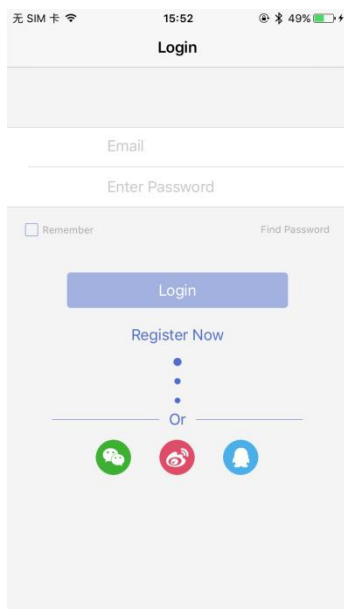 无 SIM 卡 15:52 49%
Login
Email
Enter Password
Remember Find Password
Login
Register Now
Or